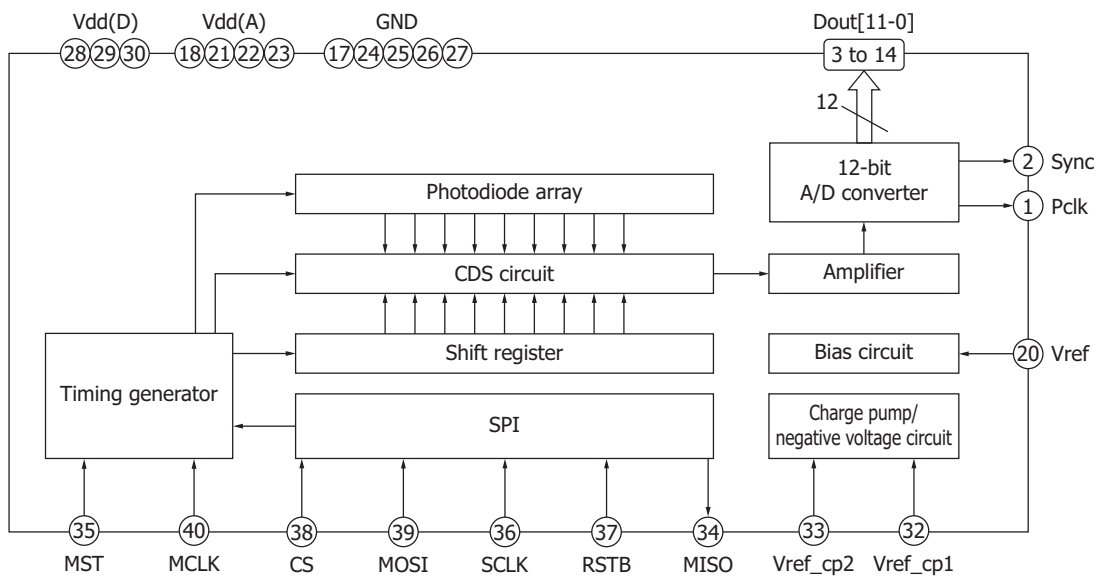 Vdd(D) Vdd(A) GND Dout[11-0]
28 29 30 18 21 22 23 17 24 25 26 27 3 to 14
12
12-bit
A/D converter
2 Sync
1 Pclk
Photodiode array
CDS circuit
Amplifier
Shift register
Bias circuit
20 Vref
Timing generator
SPI
Charge pump/
negative voltage circuit
35 40 38 39 36 37 34 33 32
MST MCLK CS MOSI SCLK RSTB MISO Vref_cp2 Vref_cp1